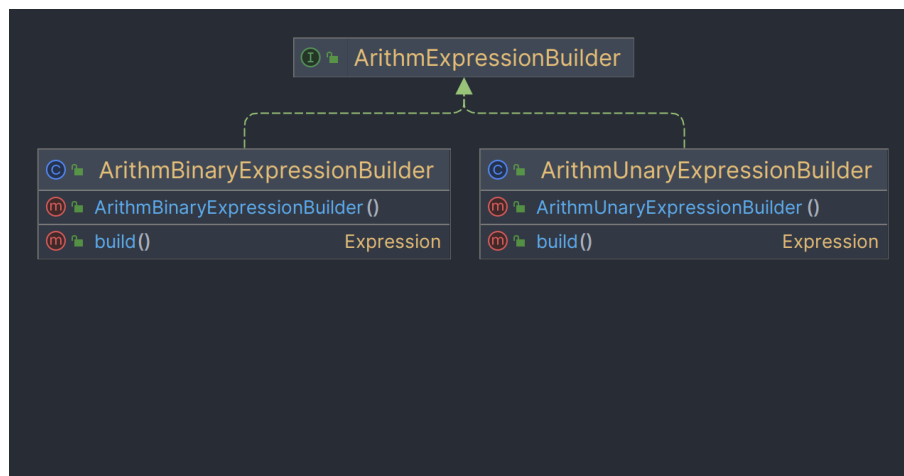 I ArithmExpressionBuilder
C ArithmBinaryExpressionBuilder
m ArithmBinaryExpressionBuilder()
m build() Expression
C ArithmUnaryExpressionBuilder
m ArithmUnaryExpressionBuilder()
m build() Expression